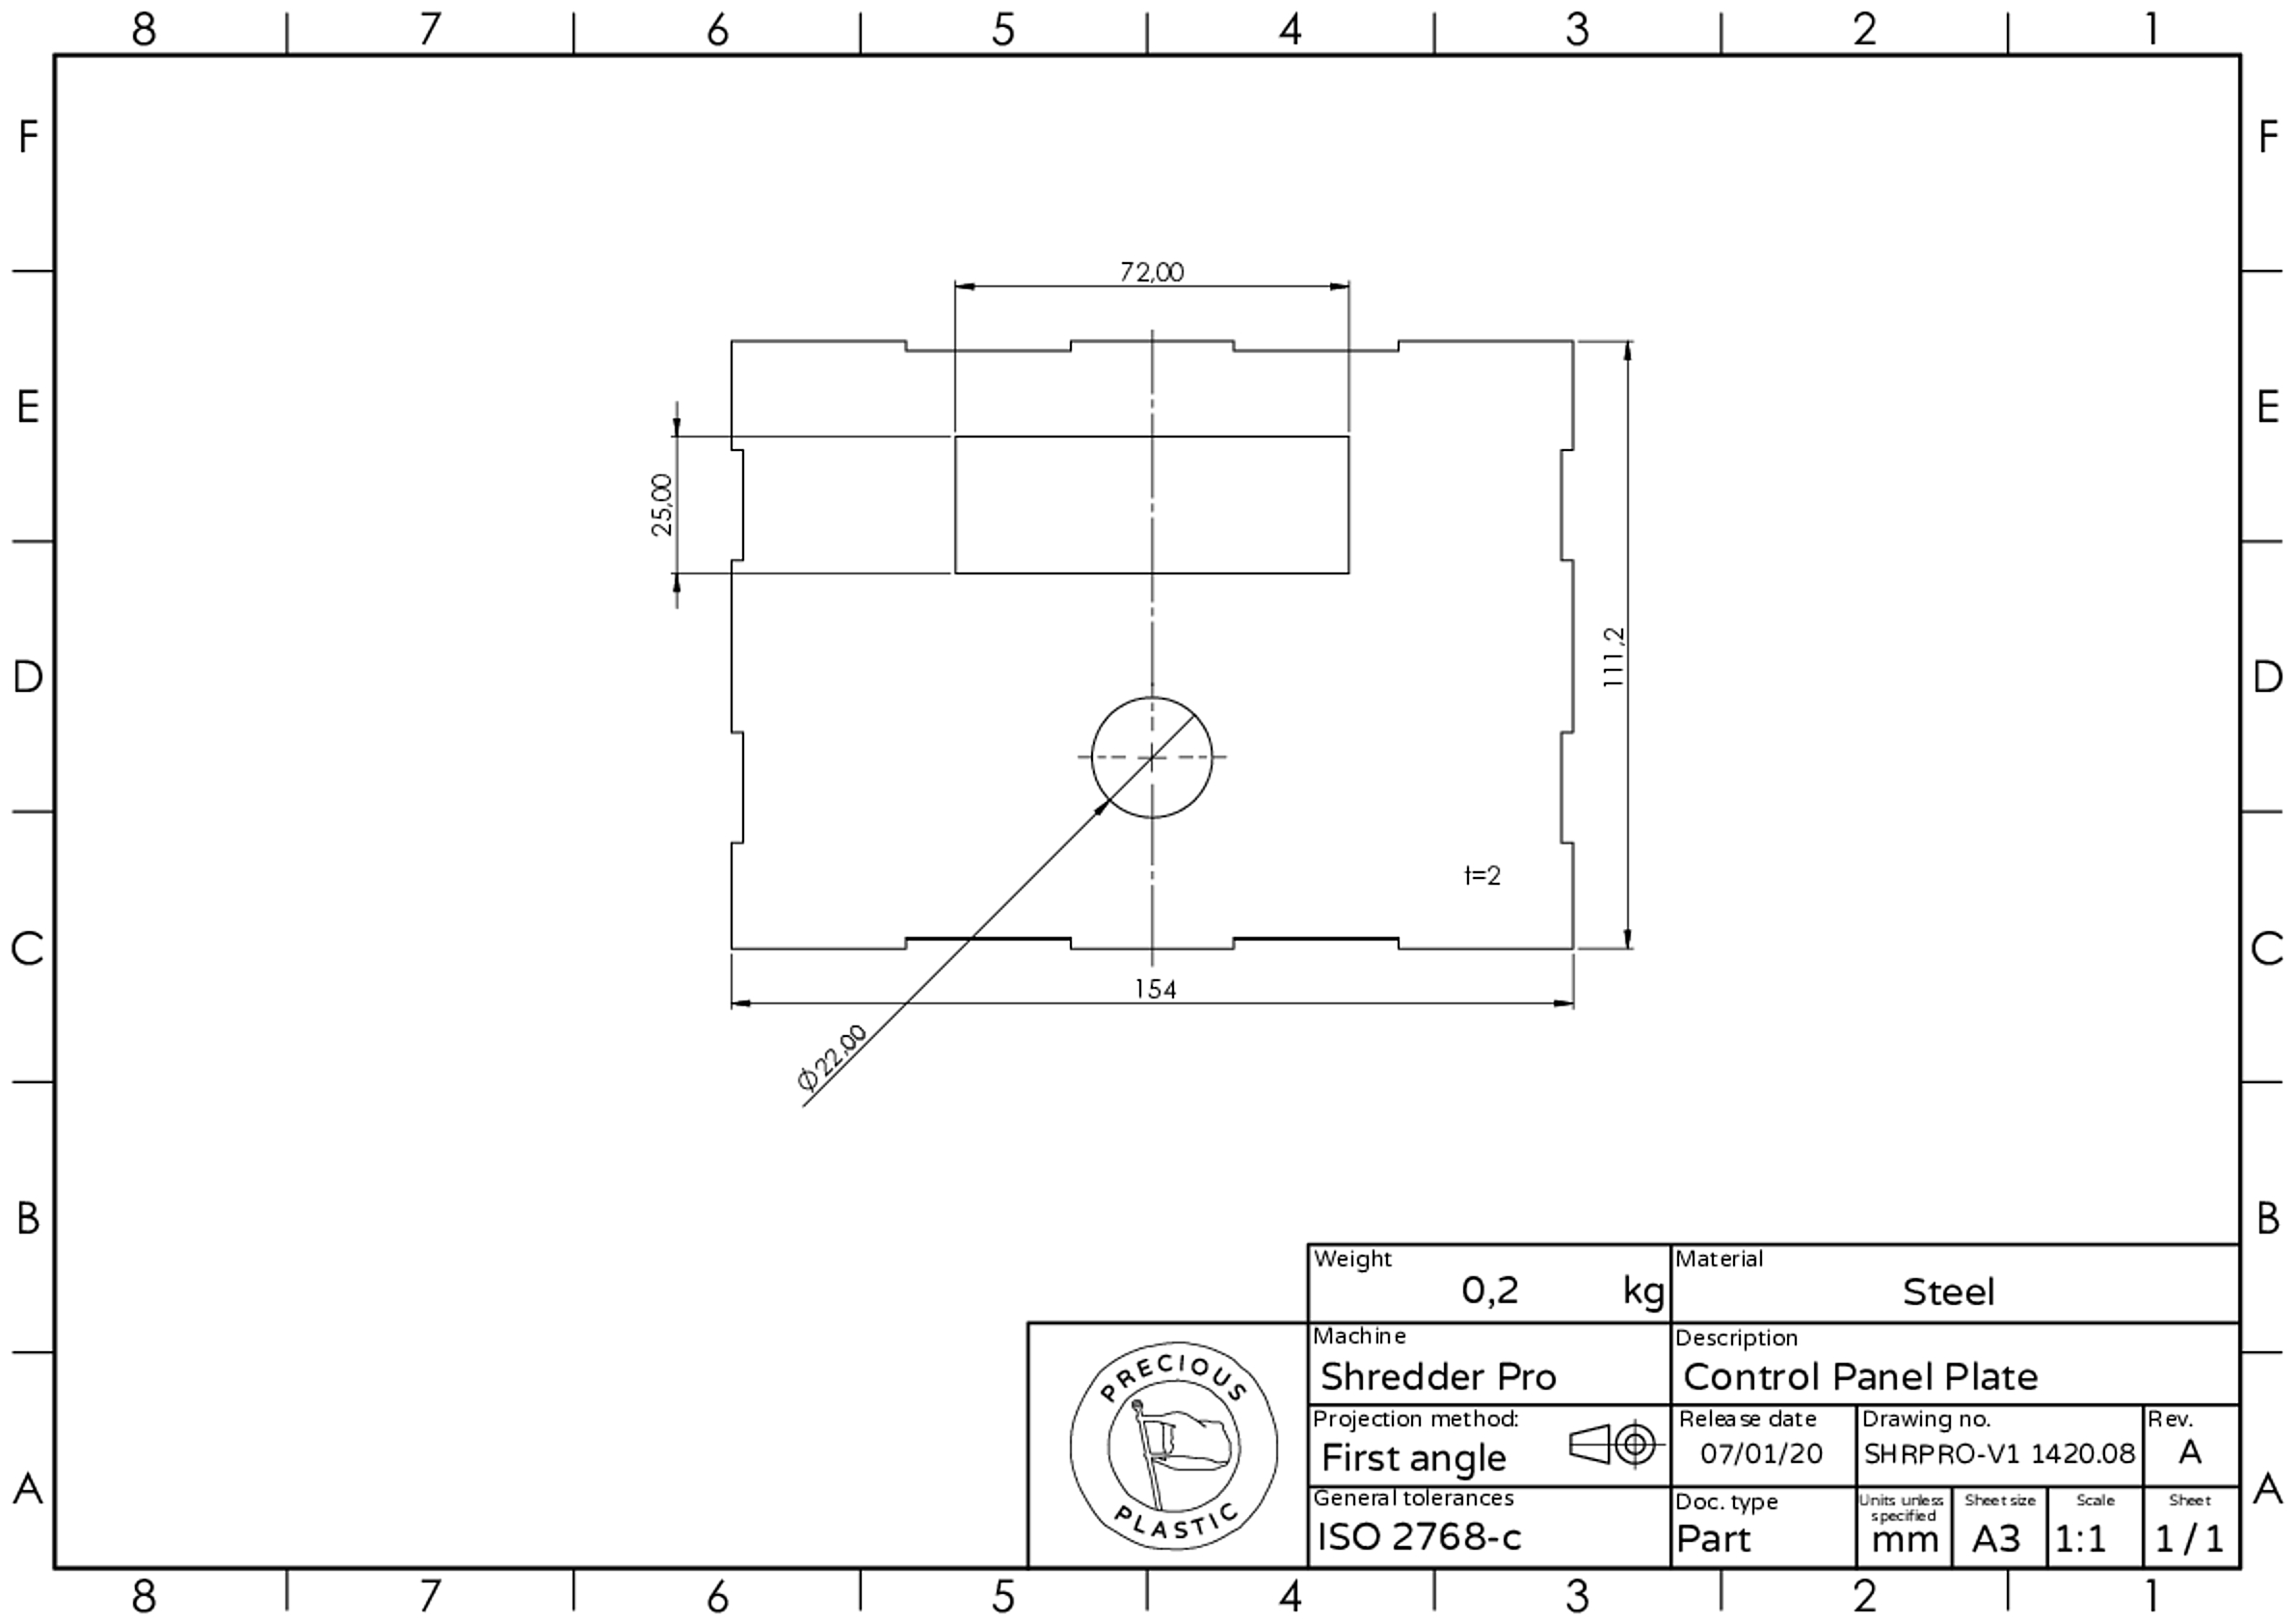 8 7 6 5 4 3 2 1
F F
E E
D D
C C
B B
A A
72,00
25,00
111,2
t=2
154
Ø22,00
Weight
0,2 kg
Material
Steel
Machine
Shredder Pro
Description
Control Panel Plate
Projection method:
First angle
Release date
07/01/20
Drawing no.
SHRPRO-V1 1420.08
Rev.
A
General tolerances
ISO 2768-c
Doc. type
Part
Units unless
specified
mm
Sheet size
A3
Scale
1:1
Sheet
1 / 1
PRECIOUS
PLASTIC
8 7 6 5 4 3 2 1